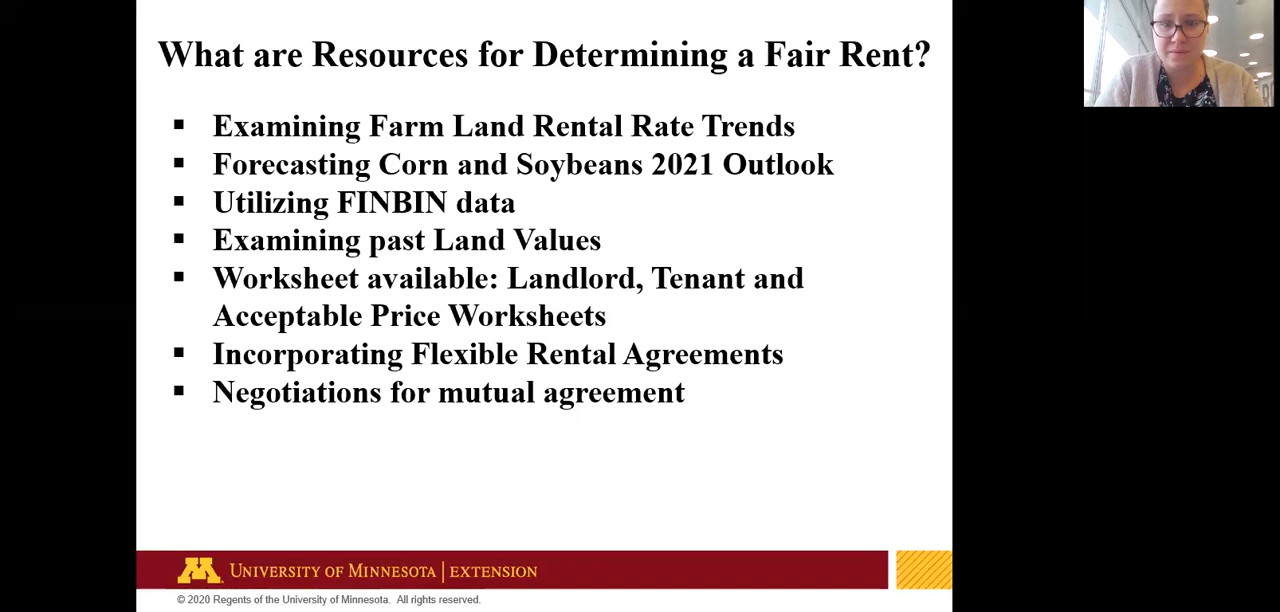 What are Resources for Determining a Fair Rent?
▪ Examining Farm Land Rental Rate Trends
▪ Forecasting Corn and Soybeans 2021 Outlook
▪ Utilizing FINBIN data
▪ Examining past Land Values
▪ Worksheet available: Landlord, Tenant and
Acceptable Price Worksheets
▪ Incorporating Flexible Rental Agreements
▪ Negotiations for mutual agreement
M UNIVERSITY OF MINNESOTA | EXTENSION
© 2020 Regents of the University of Minnesota. All rights reserved.